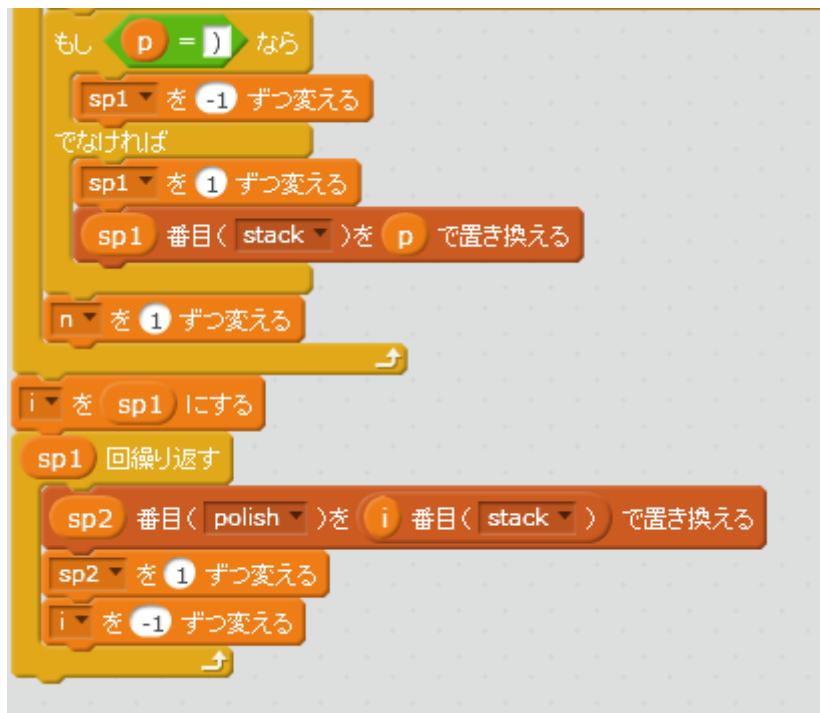 もし p = ) なら
sp1 を -1 ずつ変える
でなければ
sp1 を 1 ずつ変える
sp1 番目( stack )を p で置き換える
n を 1 ずつ変える
i を sp1 にする
sp1 回繰り返す
sp2 番目( polish )を i 番目( stack ) で置き換える
sp2 を 1 ずつ変える
i を -1 ずつ変える